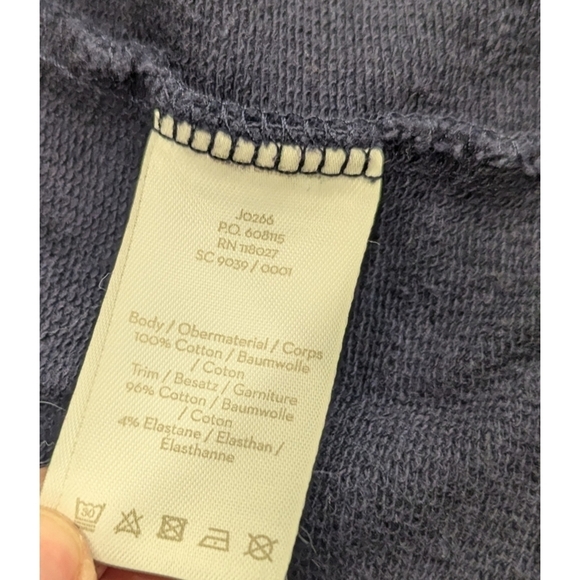 J0266
P.O. 608115
RN 118027
SC 9039 / 0001
Body / Obermaterial / Corps
100% Cotton / Baumwolle
/ Coton
Trim / Besatz / Garniture
96% Cotton / Baumwolle
/ Coton
4% Elastane / Elasthan /
Élasthanne
30